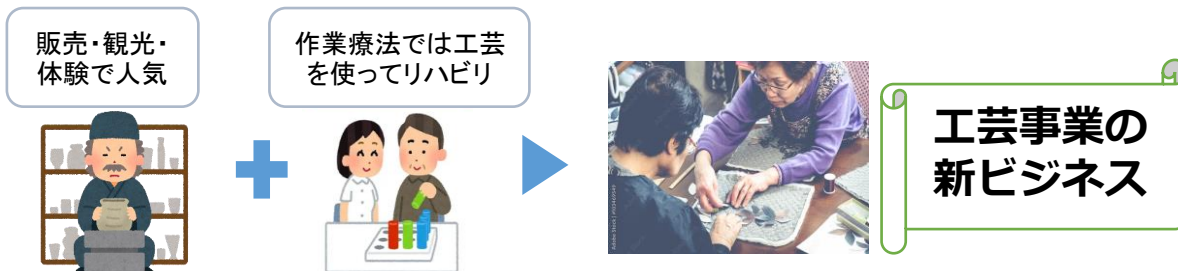 販売・観光・
体験で人気
作業療法では工芸
を使ってリハビリ
工芸事業の
新ビジネス